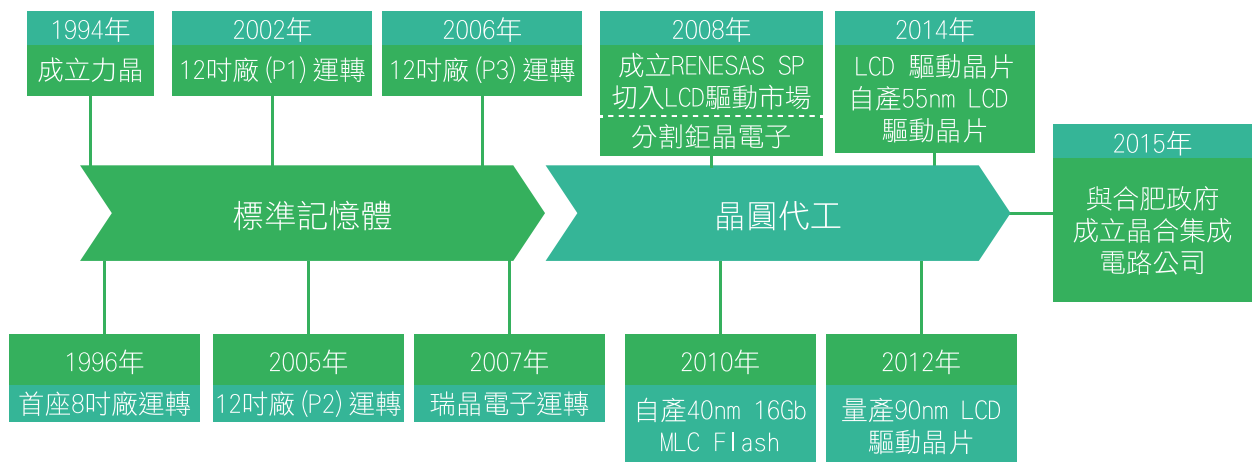 1994年
成立力晶
2002年
12吋廠(P1)運轉
2006年
12吋廠(P3)運轉
2008年
成立RENESAS SP
切入LCD驅動市場
分割鉅晶電子
2014年
LCD 驅動晶片
自產55nm LCD
驅動晶片
2015年
與合肥政府
成立晶合集成
電路公司
標準記憶體
晶圓代工
1996年
首座8吋廠運轉
2005年
12吋廠(P2)運轉
2007年
瑞晶電子運轉
2010年
自產40nm 16Gb
MLC Flash
2012年
量產90nm LCD
驅動晶片